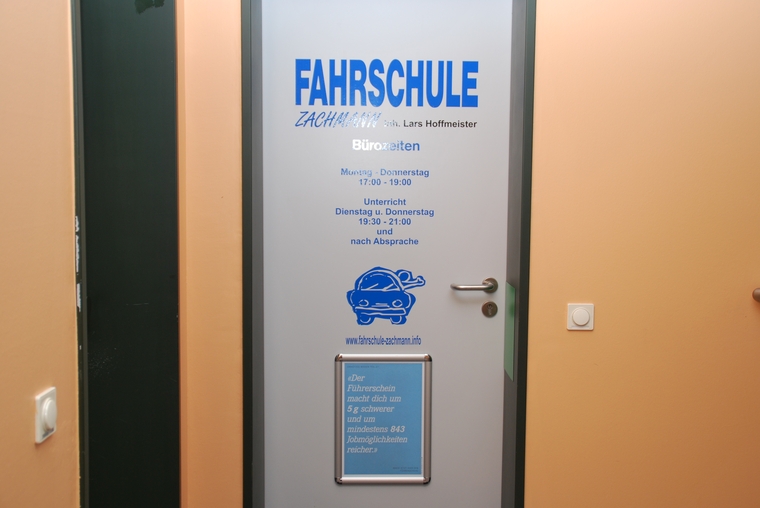 FAHRSCHULE
ZACHMANN Inh. Lars Hoffmeister
Bürozeiten
Montag - Donnerstag
17:00 - 19:00
Unterricht
Dienstag u. Donnerstag
19:30 - 21:00
und
nach Absprache
www.fahrschule-zachmann.info
«Der
Führerschein
macht dich um
5 g schwerer
und um
mindestens 843
Jobmöglichkeiten
reicher.»